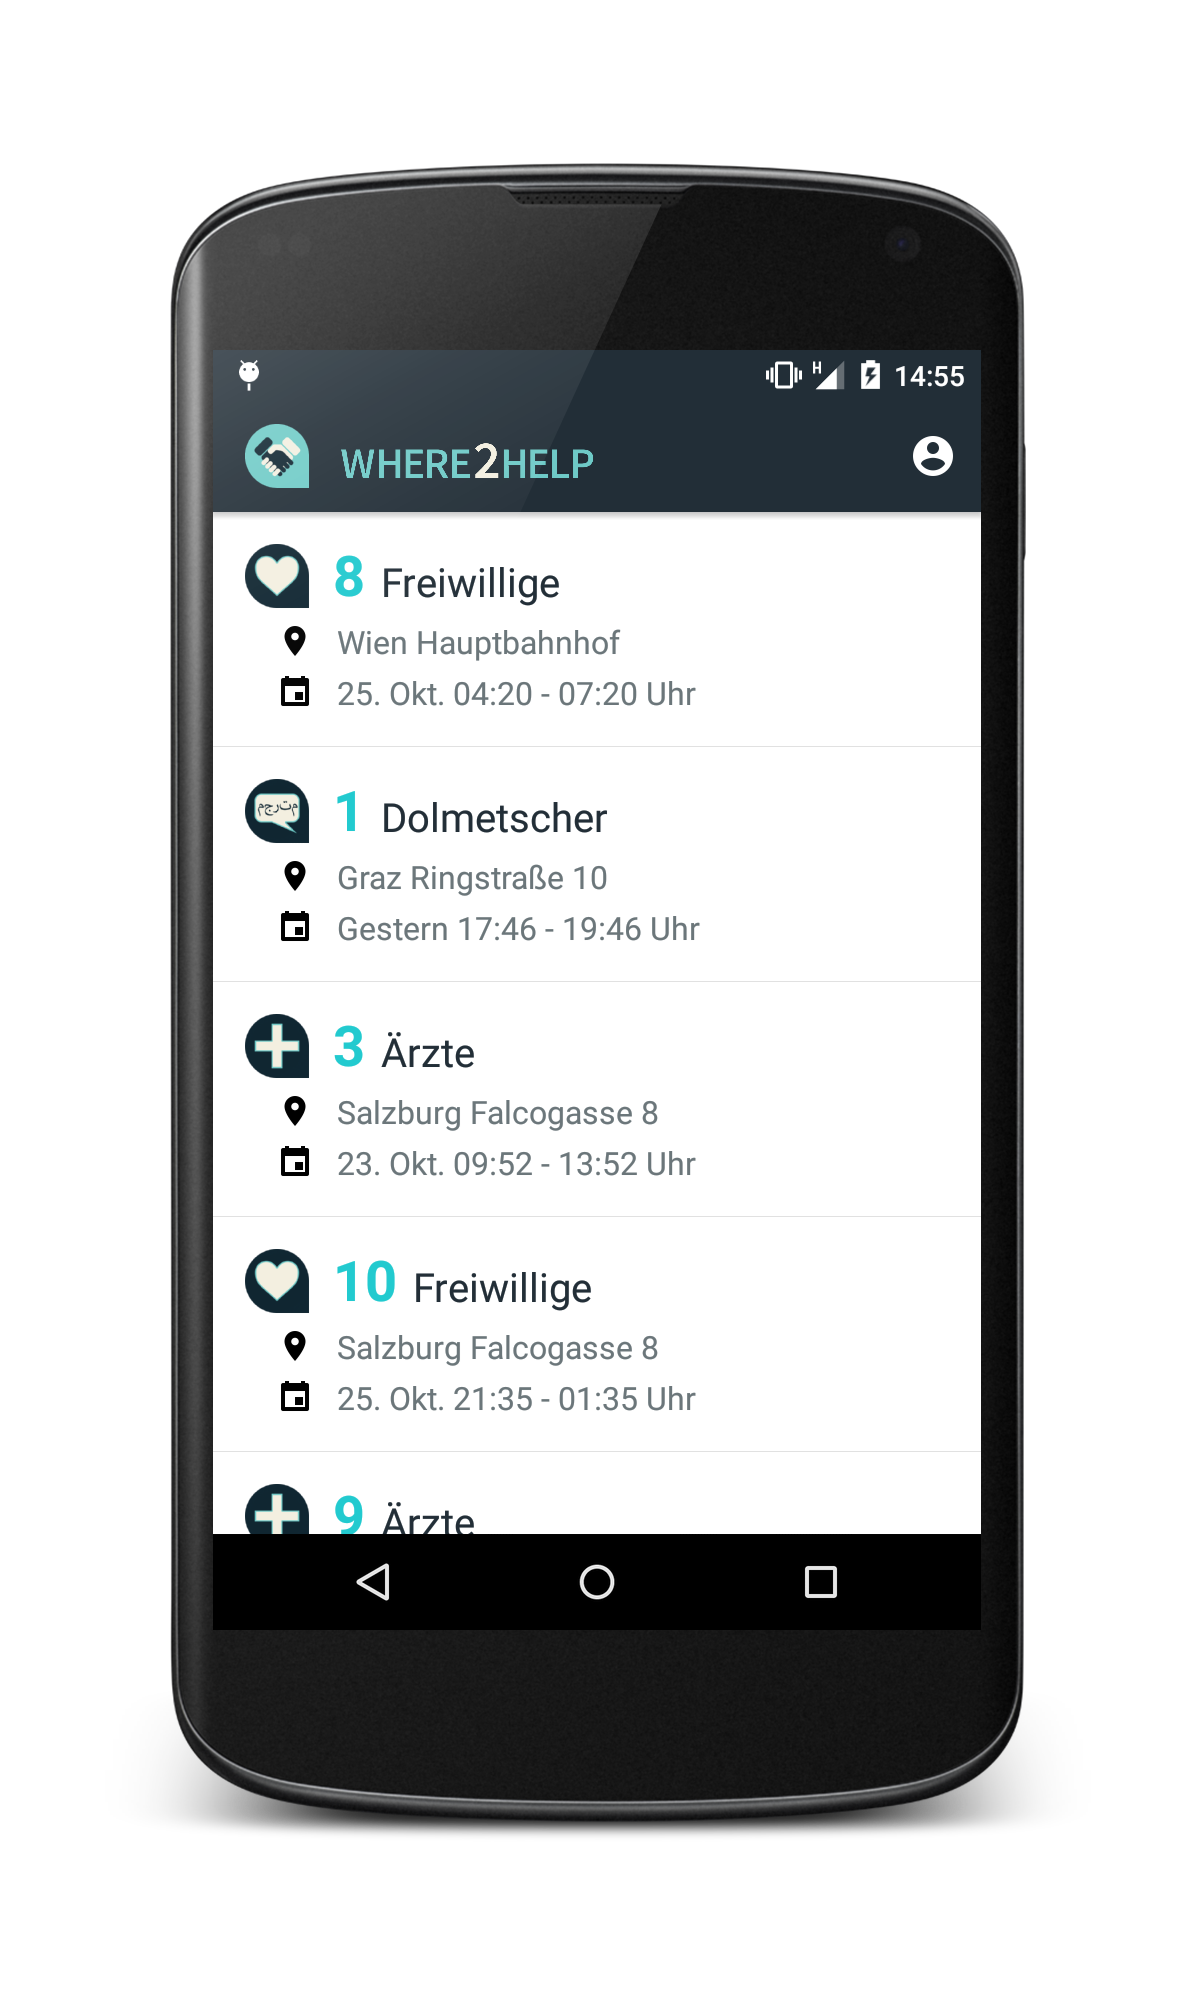 H 14:55
WHERE2HELP
8 Freiwillige
Wien Hauptbahnhof
25. Okt. 04:20 - 07:20 Uhr
مترجم
1 Dolmetscher
Graz Ringstraße 10
Gestern 17:46 - 19:46 Uhr
3 Ärzte
Salzburg Falcogasse 8
23. Okt. 09:52 - 13:52 Uhr
10 Freiwillige
Salzburg Falcogasse 8
25. Okt. 21:35 - 01:35 Uhr
9 Ärzte